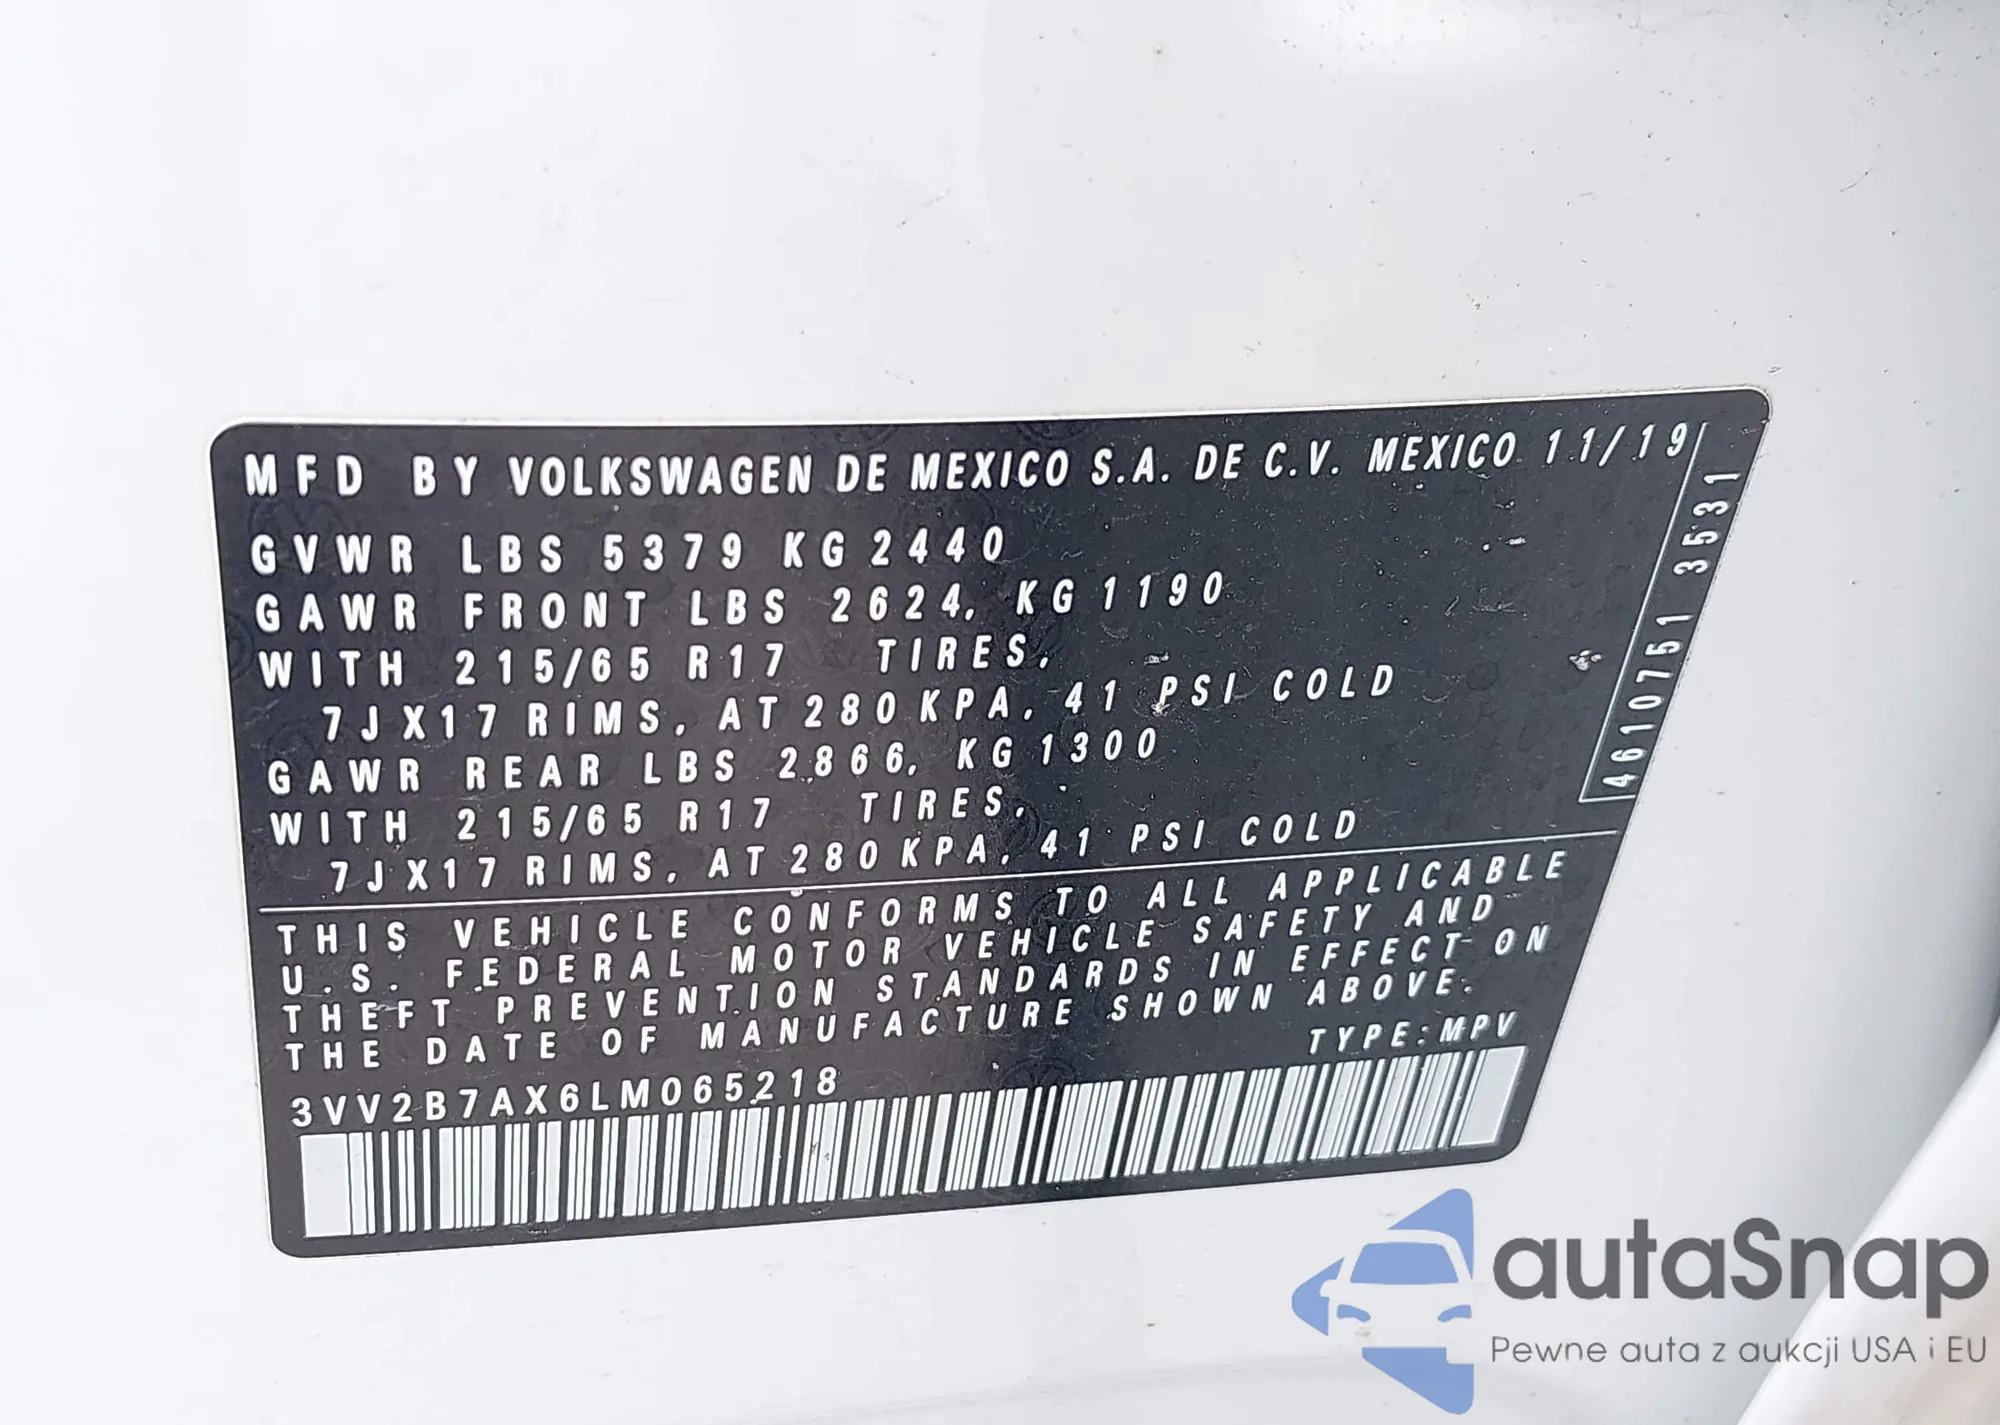 MFD BY VOLKSWAGEN DE MEXICO S.A. DE C.V. MEXICO 11/19
GVWR LBS 5379 KG 2440
GAWR FRONT LBS 2624, KG 1190
WITH 215/65 R17 TIRES,
7JX17 RIMS, AT 280 KPA, 41 PSI COLD
GAWR REAR LBS 2866, KG 1300
WITH 215/65 R17 TIRES,
7JX17 RIMS, AT 280 KPA, 41 PSI COLD
4610751 3531
THIS VEHICLE CONFORMS TO ALL APPLICABLE
U.S. FEDERAL MOTOR VEHICLE SAFETY AND
THEFT PREVENTION STANDARDS IN EFFECT ON
THE DATE OF MANUFACTURE SHOWN ABOVE.
TYPE: MPV
3VV2B7AX6LM065218
autaSnap
Pewne auta z aukcji USA i EU